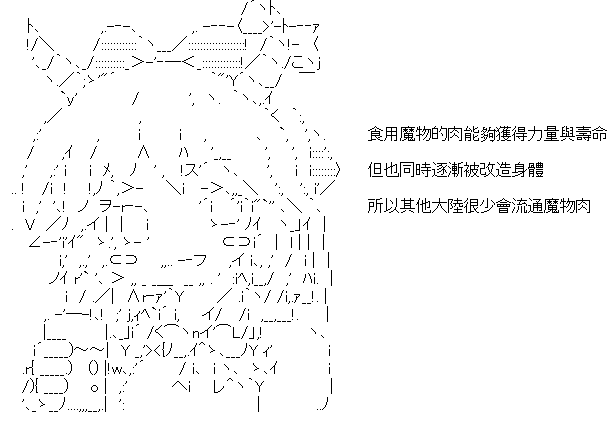 食用魔物的肉能夠獲得力量與壽命
但也同時逐漸被改造身體
所以其他大陸很少會流通魔物肉